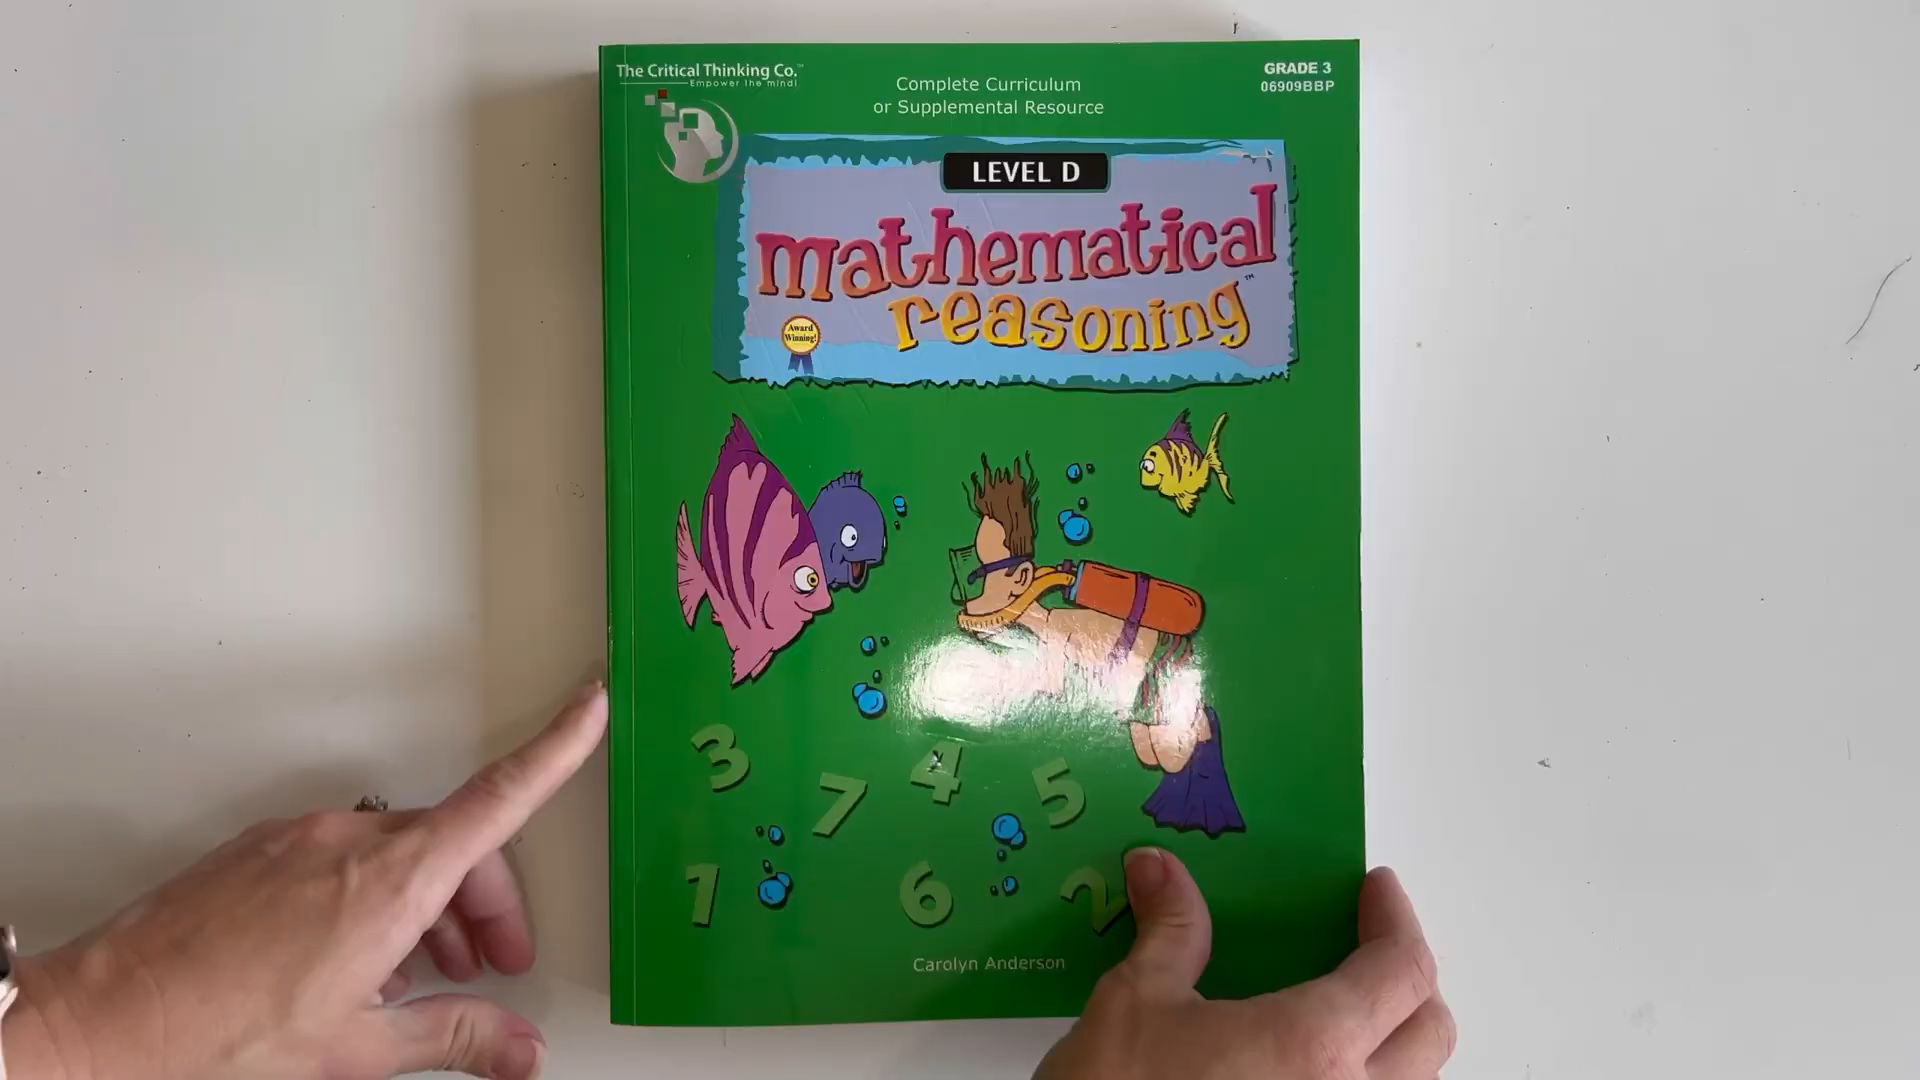 The Critical Thinking Co.™
Empower the mind!
Complete Curriculum
or Supplemental Resource
GRADE 3
06909BBP
LEVEL D
mathematical
reasoning™
Award
Winning!
3
7
4
5
1
6
2
Carolyn Anderson